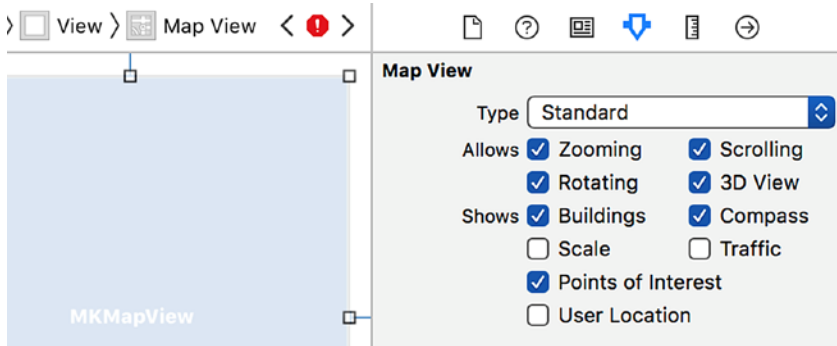 View Map View
Map View
Type Standard
Allows Zooming Scrolling
Rotating 3D View
Shows Buildings Compass
Scale Traffic
Points of Interest
MKMapView
User Location